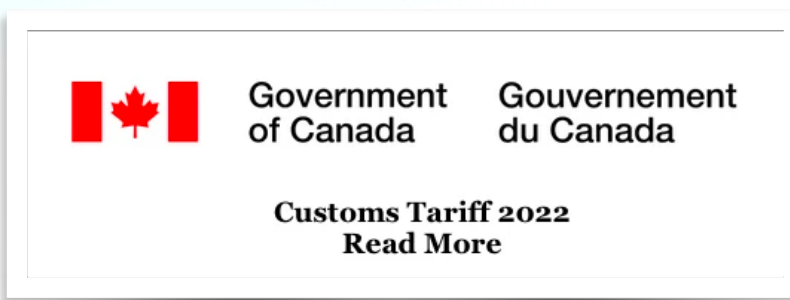 Government Gouvernement
of Canada du Canada
Customs Tariff 2022
Read More